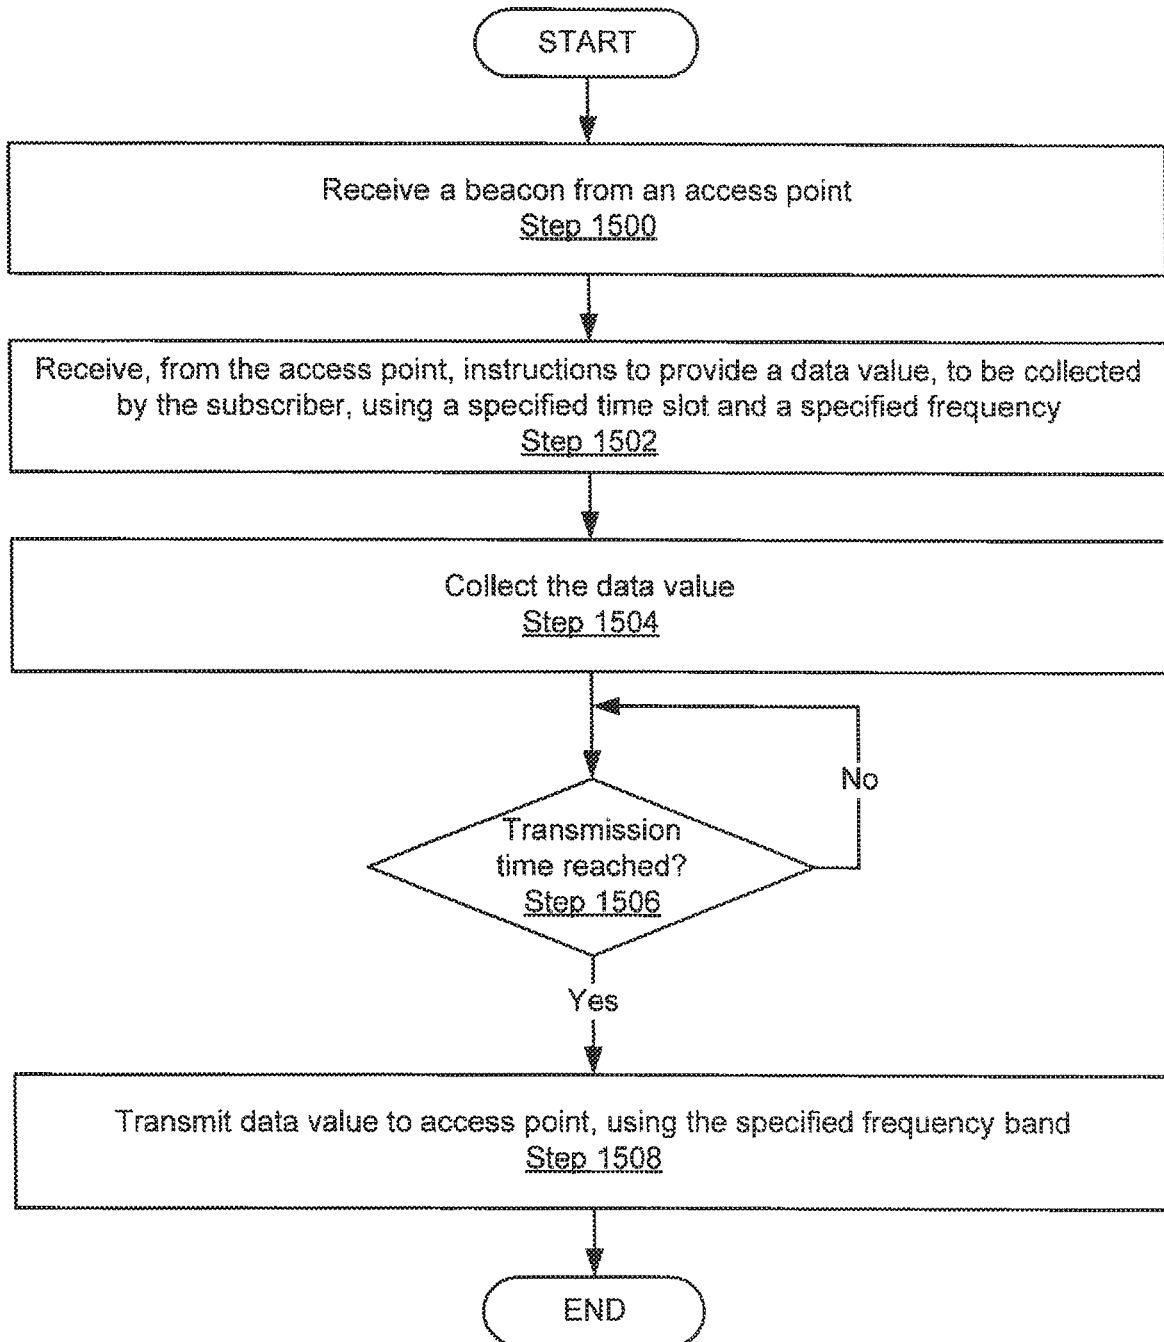 START
Receive a beacon from an access point
Step 1500
Receive, from the access point, instructions to provide a data value, to be collected
by the subscriber, using a specified time slot and a specified frequency
Step 1502
Collect the data value
Step 1504
No
Transmission
time reached?
Step 1506
Yes
Transmit data value to access point, using the specified frequency band
Step 1508
END